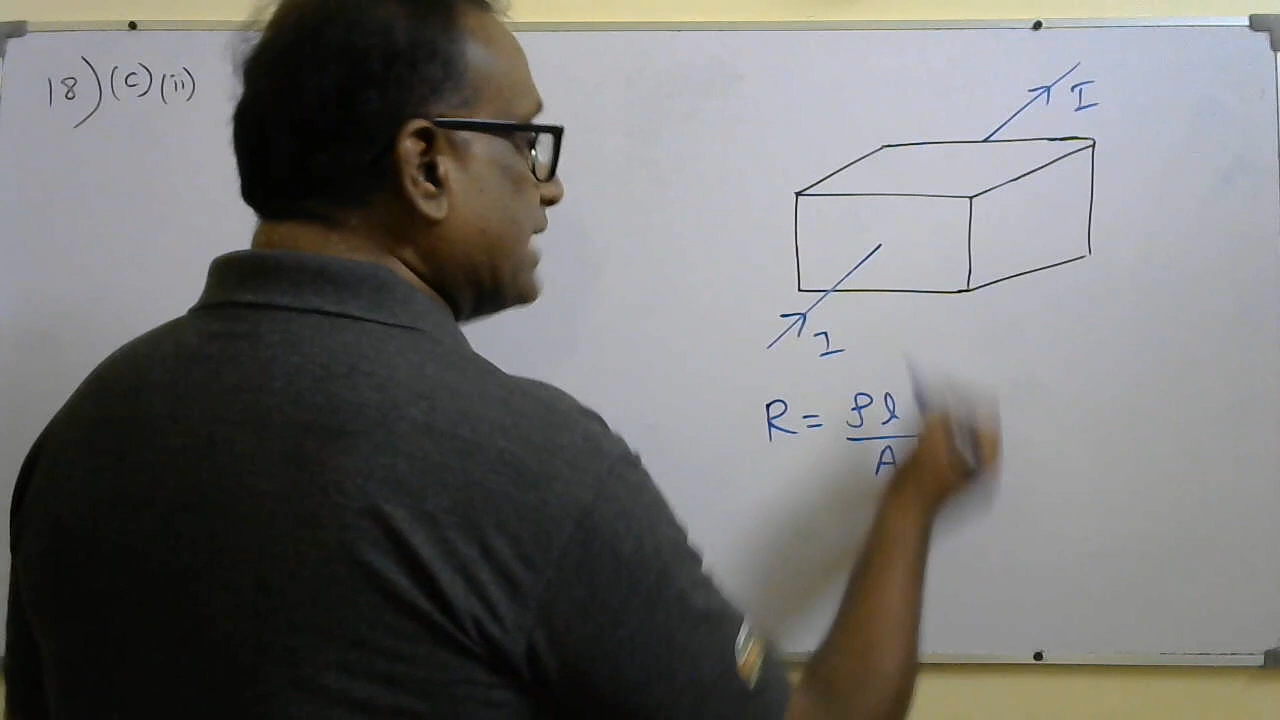 18) (c) (ii)
I
I
R = ρl
A